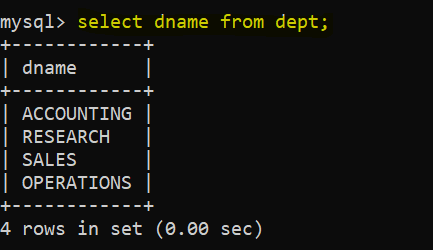 mysql> select dname from dept;
+------------+
| dname      |
+------------+
| ACCOUNTING |
| RESEARCH   |
| SALES      |
| OPERATIONS |
+------------+
4 rows in set (0.00 sec)